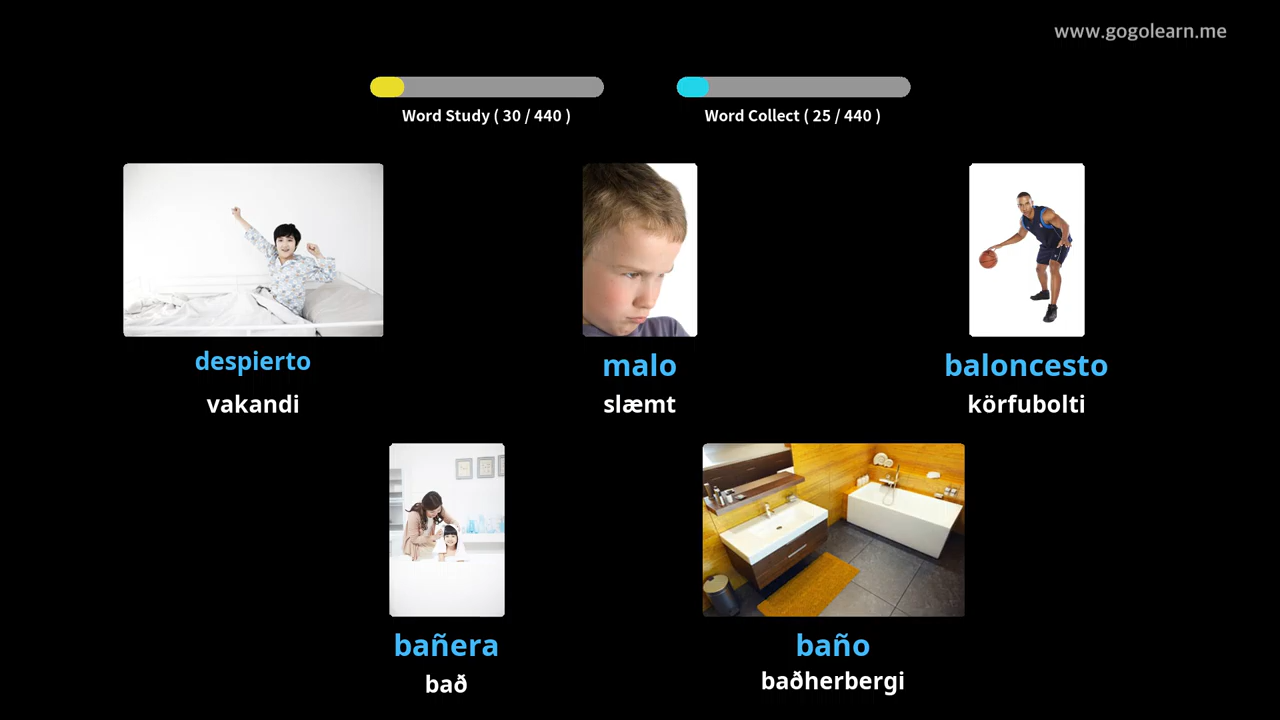 www.gogolearn.me
Word Study ( 30 / 440 )
Word Collect ( 25 / 440 )
despierto
vakandi
malo
slæmt
baloncesto
körfubolti
bañera
bað
baño
baðherbergi